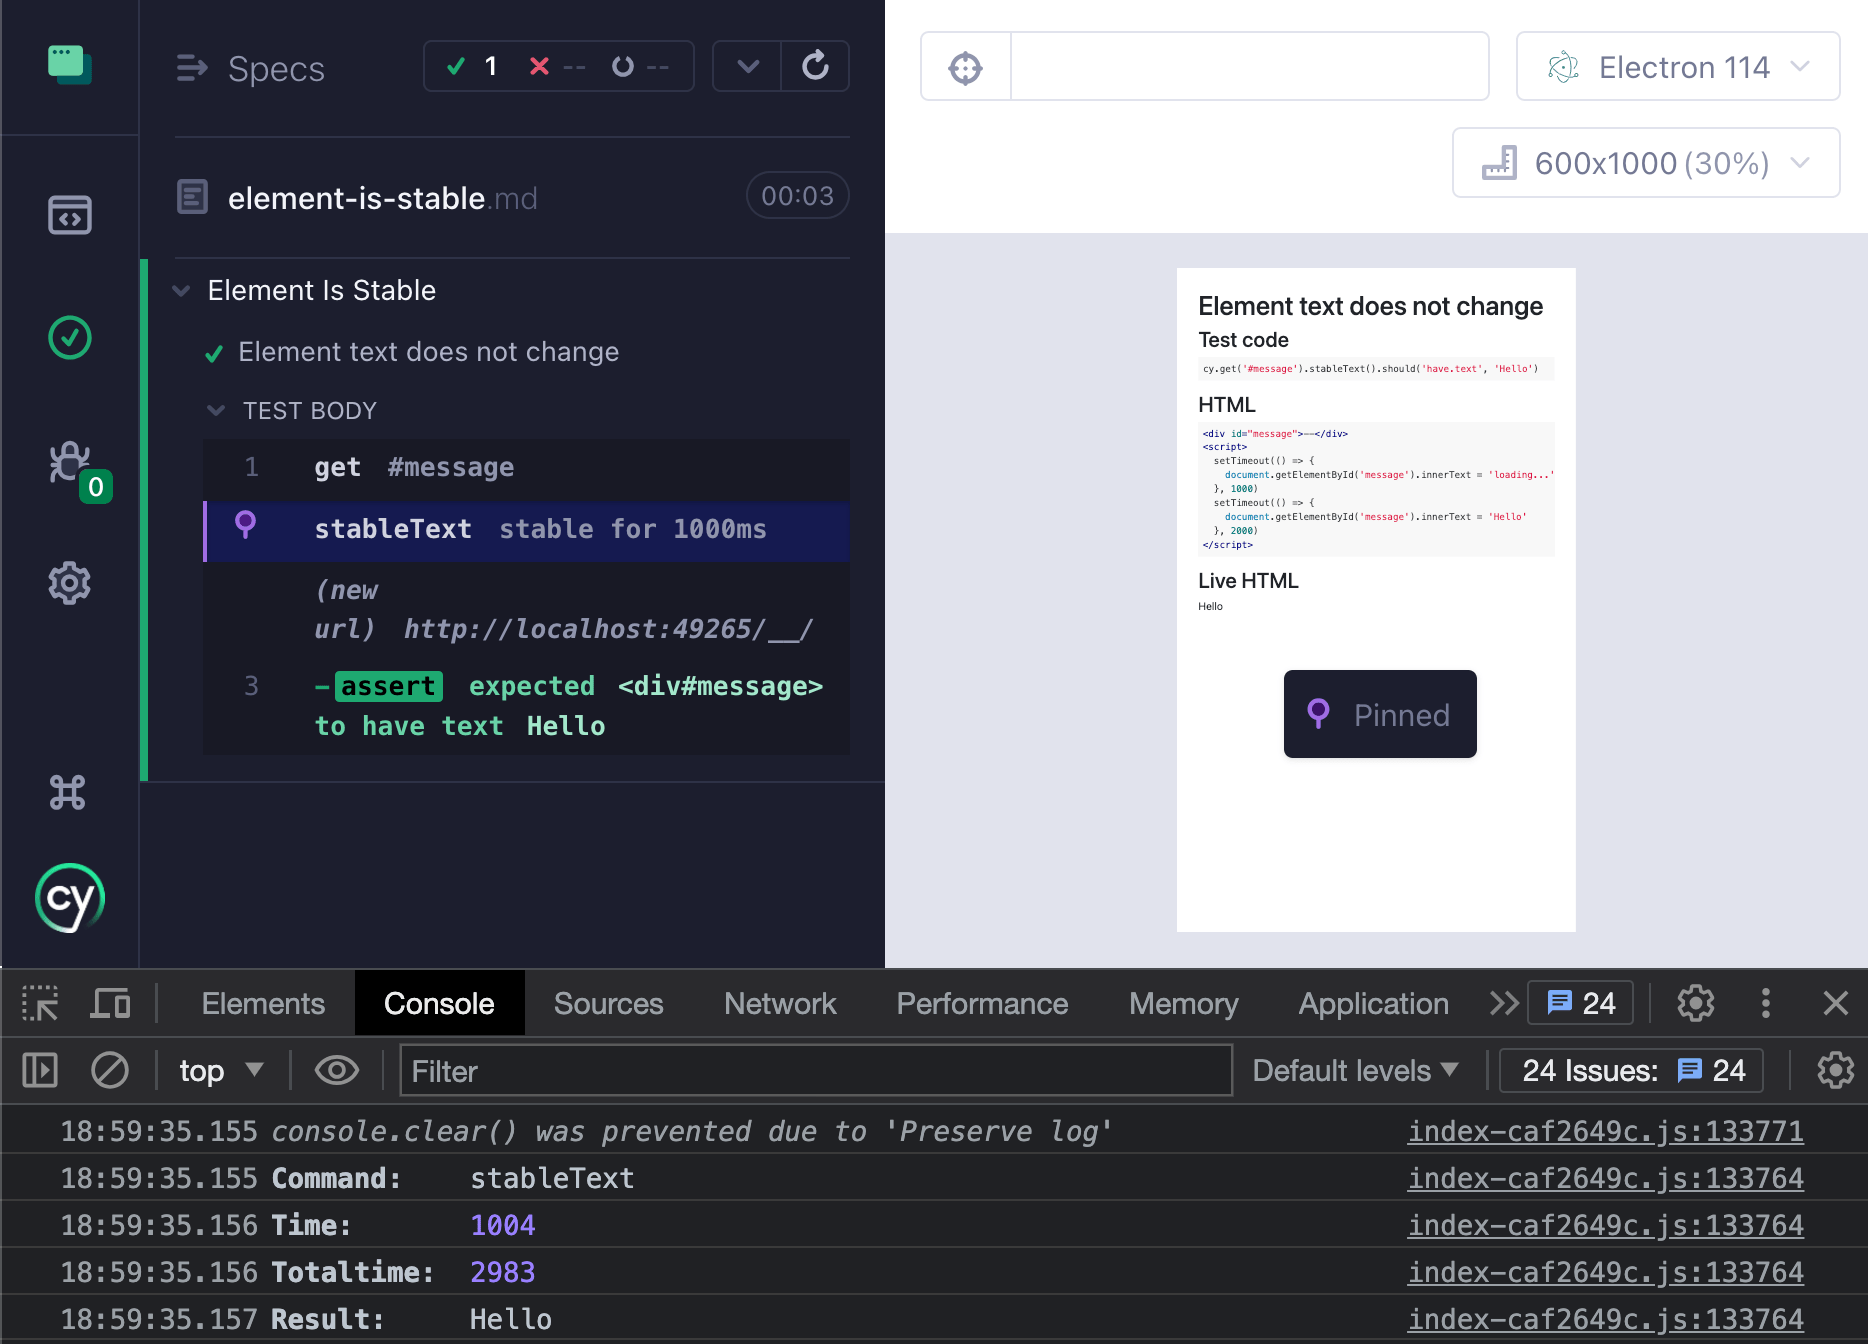 Specs
1
--
--
element-is-stable.md
00:03
Element Is Stable
Element text does not change
TEST BODY
1 get #message
stableText stable for 1000ms
(new
url) http://localhost:49265/__/
3 -assert expected <div#message>
to have text Hello
0
cy
Electron 114
600x1000 (30%)
Element text does not change
Test code
cy.get('#message').stableText().should('have.text', 'Hello')
HTML
<div id="message">--</div>
<script>
setTimeout(() => {
document.getElementById('message').innerText = 'loading...'
}, 1000)
setTimeout(() => {
document.getElementById('message').innerText = 'Hello'
}, 2000)
</script>
Live HTML
Hello
Pinned
Elements Console Sources Network Performance Memory Application 24
top Filter Default levels 24 Issues: 24
18:59:35.155 console.clear() was prevented due to 'Preserve log' index-caf2649c.js:133771
18:59:35.155 Command: stableText index-caf2649c.js:133764
18:59:35.156 Time: 1004 index-caf2649c.js:133764
18:59:35.156 Totaltime: 2983 index-caf2649c.js:133764
18:59:35.157 Result: Hello index-caf2649c.js:133764